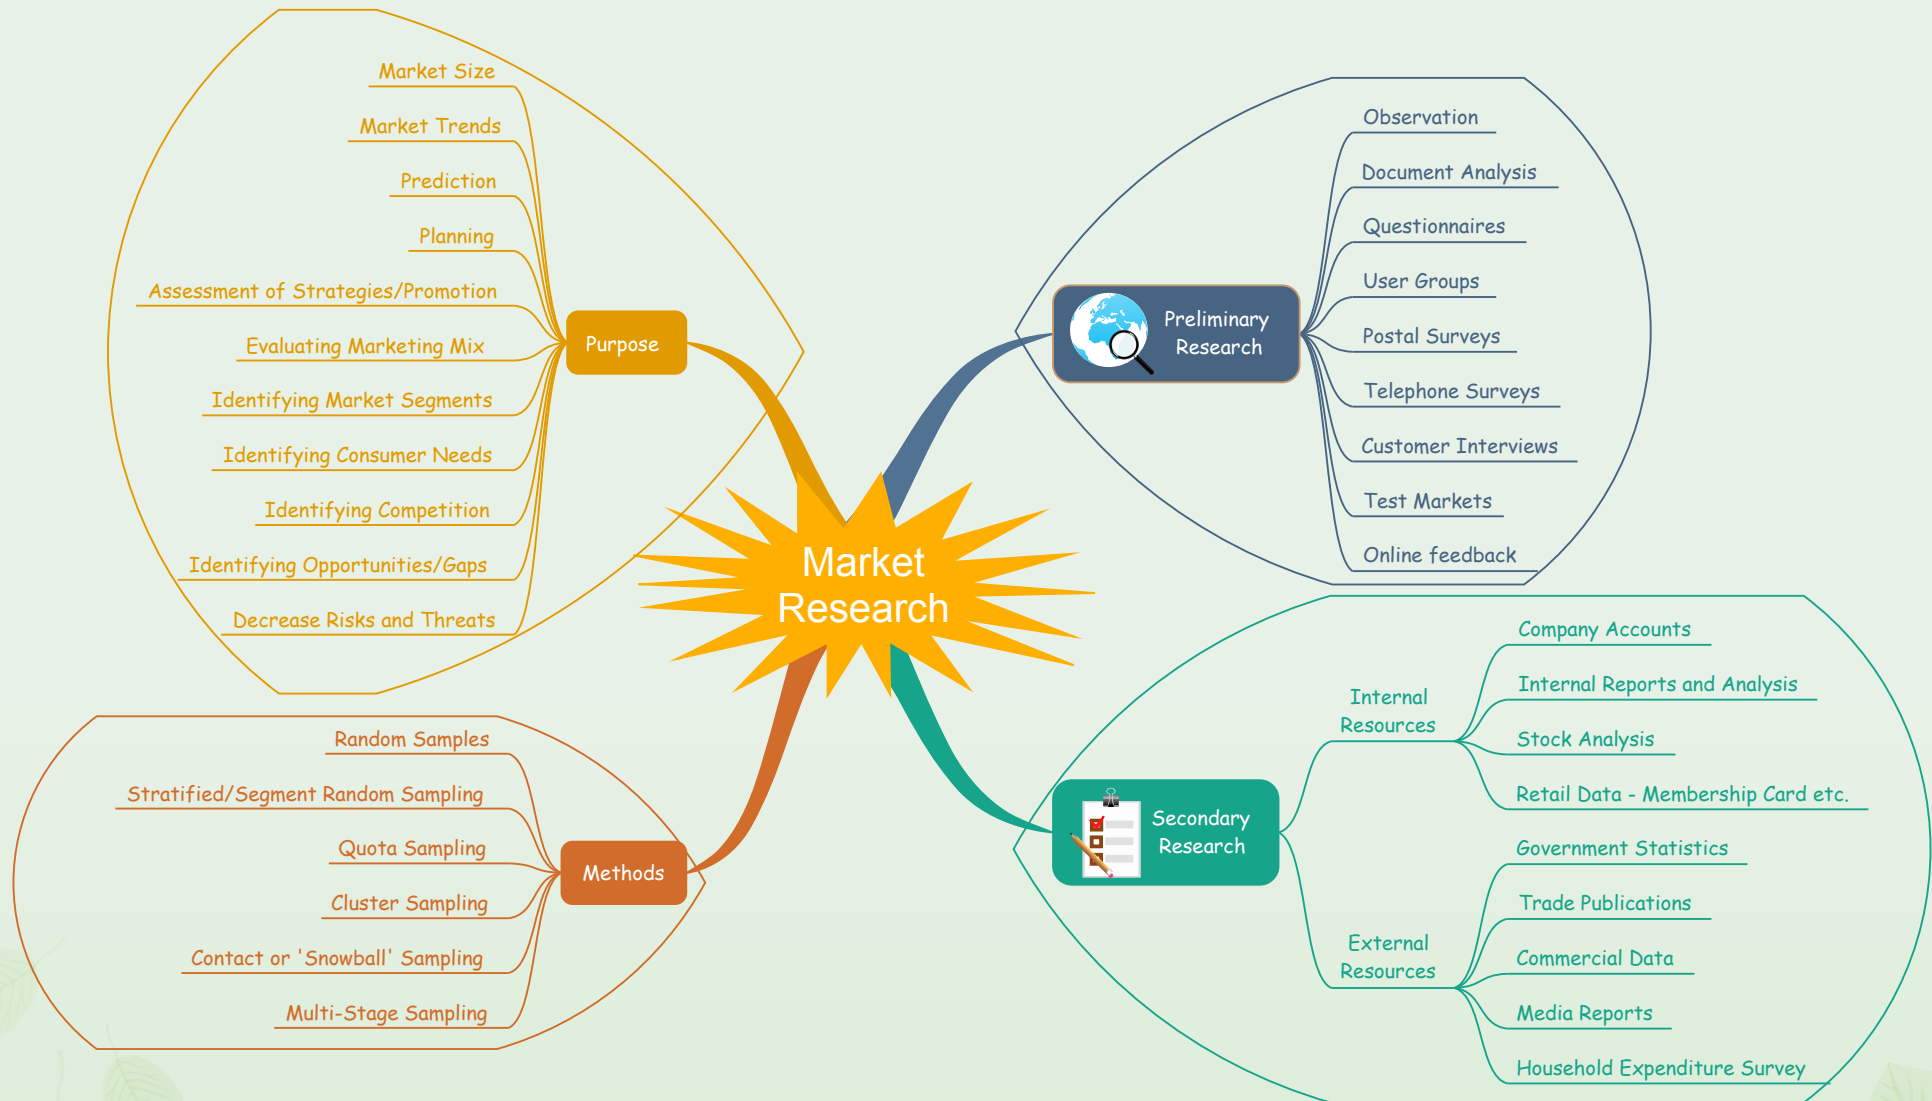 Market Size
Market Trends
Prediction
Planning
Assessment of Strategies/Promotion
Evaluating Marketing Mix
Identifying Market Segments
Identifying Consumer Needs
Identifying Competition
Identifying Opportunities/Gaps
Decrease Risks and Threats
Purpose
Random Samples
Stratified/Segment Random Sampling
Quota Sampling
Cluster Sampling
Contact or 'Snowball' Sampling
Multi-Stage Sampling
Methods
Market
Research
Preliminary
Research
Observation
Document Analysis
Questionnaires
User Groups
Postal Surveys
Telephone Surveys
Customer Interviews
Test Markets
Online feedback
Secondary
Research
Internal
Resources
Company Accounts
Internal Reports and Analysis
Stock Analysis
Retail Data - Membership Card etc.
External
Resources
Government Statistics
Trade Publications
Commercial Data
Media Reports
Household Expenditure Survey